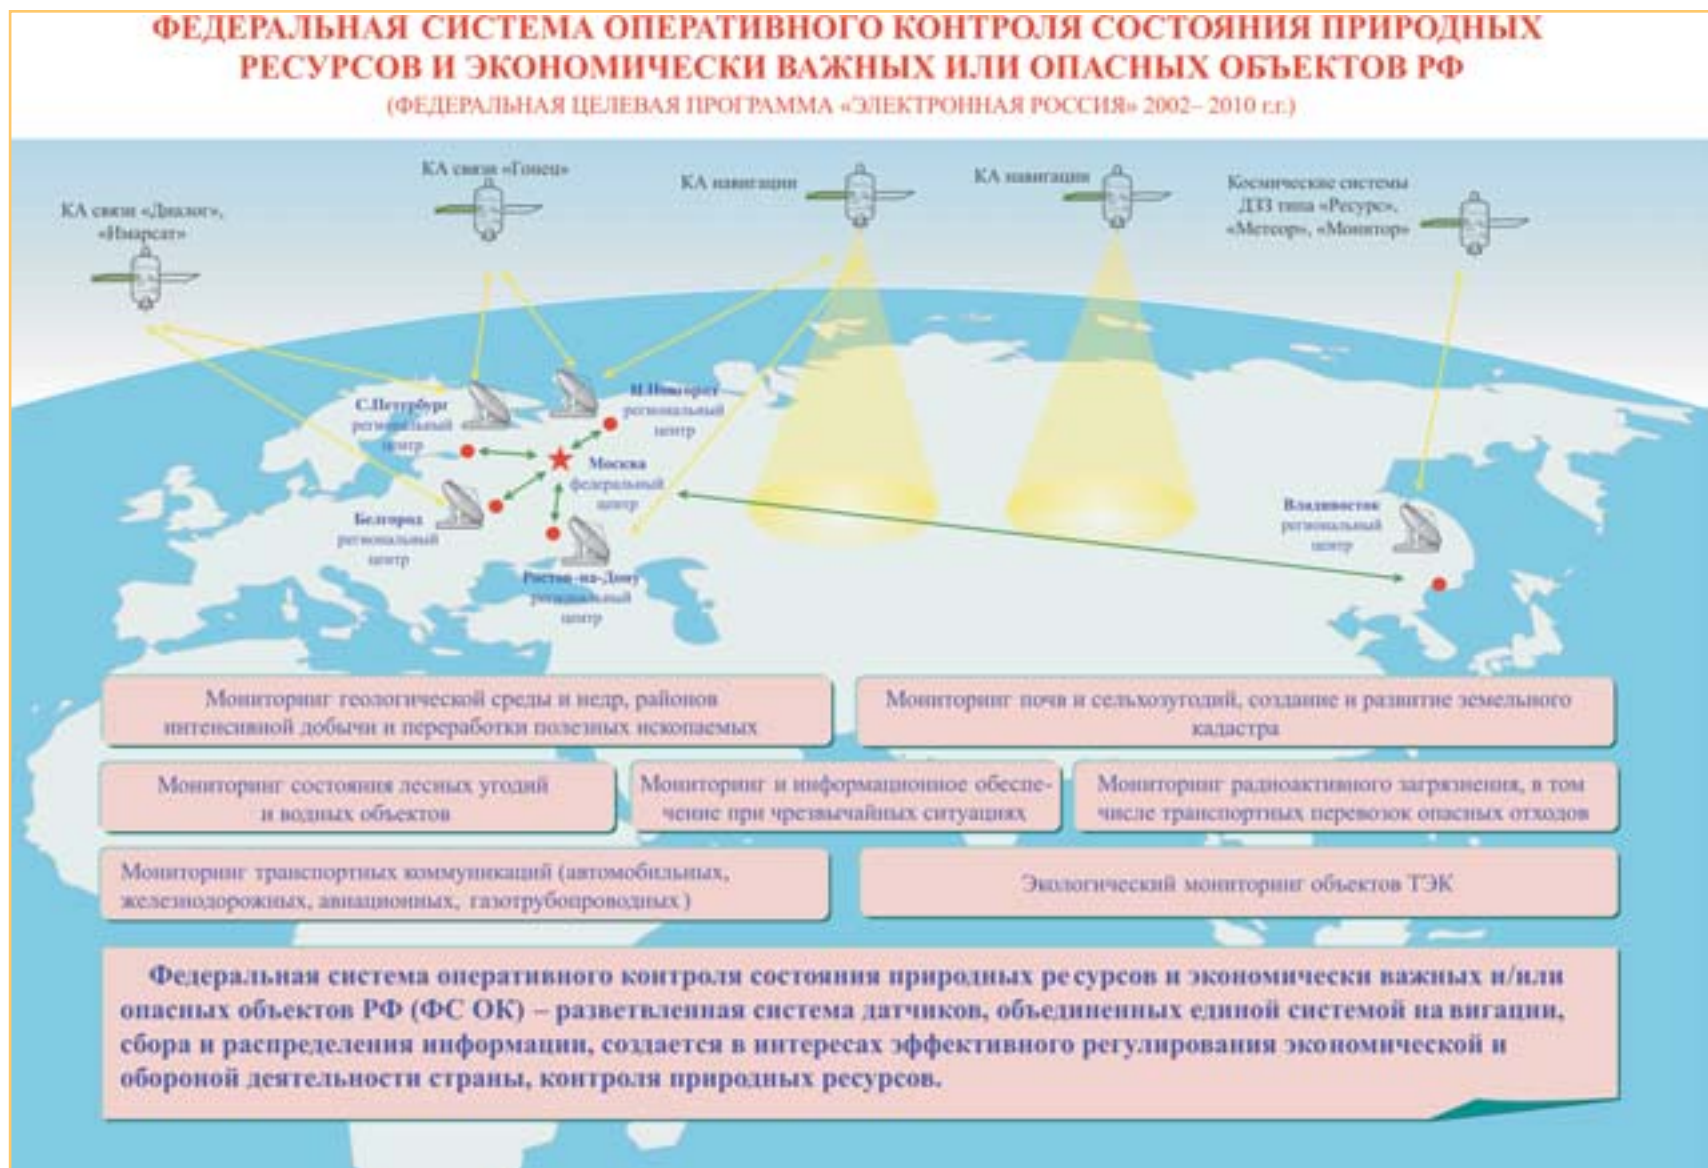 ФЕДЕРАЛЬНАЯ СИСТЕМА ОПЕРАТИВНОГО КОНТРОЛЯ СОСТОЯНИЯ ПРИРОДНЫХ
РЕСУРСОВ И ЭКОНОМИЧЕСКИ ВАЖНЫХ ИЛИ ОПАСНЫХ ОБЪЕКТОВ РФ
(ФЕДЕРАЛЬНАЯ ЦЕЛЕВАЯ ПРОГРАММА «ЭЛЕКТРОННАЯ РОССИЯ» 2002– 2010 г.г.)
КА связи «Диалог»,
«Имарсат»
КА связи «Гонец»
КА навигации
КА навигации
Космические системы
ДЗЗ типа «Ресурс»,
«Метеор», «Монитор»
С.Петербург
региональный
центр
Н.Новгород
региональный
центр
Москва
федеральный
центр
Белгород
региональный
центр
Ростов-на-Дону
региональный
центр
Владивосток
региональный
центр
Мониторинг геологической среды и недр, районов
интенсивной добычи и переработки полезных ископаемых
Мониторинг почв и сельхозугодий, создание и развитие земельного
кадастра
Мониторинг состояния лесных угодий
и водных объектов
Мониторинг и информационное обеспе-
чение при чрезвычайных ситуациях
Мониторинг радиоактивного загрязнения, в том
числе транспортных перевозок опасных отходов
Мониторинг транспортных коммуникаций (автомобильных,
железнодорожных, авиационных, газотрубопроводных)
Экологический мониторинг объектов ТЭК
Федеральная система оперативного контроля состояния природных ресурсов и экономически важных и/или
опасных объектов РФ (ФС ОК) – разветвленная система датчиков, объединенных единой системой навигации,
сбора и распределения информации, создается в интересах эффективного регулирования экономической и
обороной деятельности страны, контроля природных ресурсов.